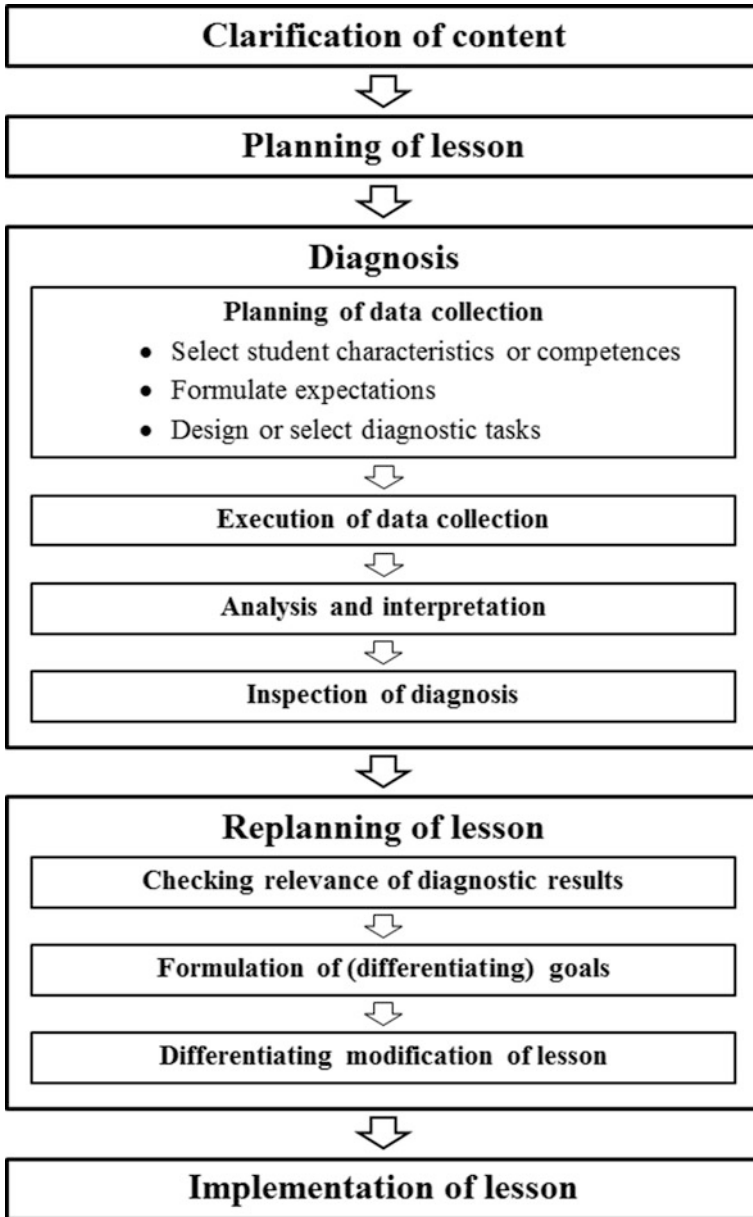 Clarification of content
Planning of lesson
Diagnosis
Planning of data collection
• Select student characteristics or competences
• Formulate expectations
• Design or select diagnostic tasks
Execution of data collection
Analysis and interpretation
Inspection of diagnosis
Replanning of lesson
Checking relevance of diagnostic results
Formulation of (differentiating) goals
Differentiating modification of lesson
Implementation of lesson